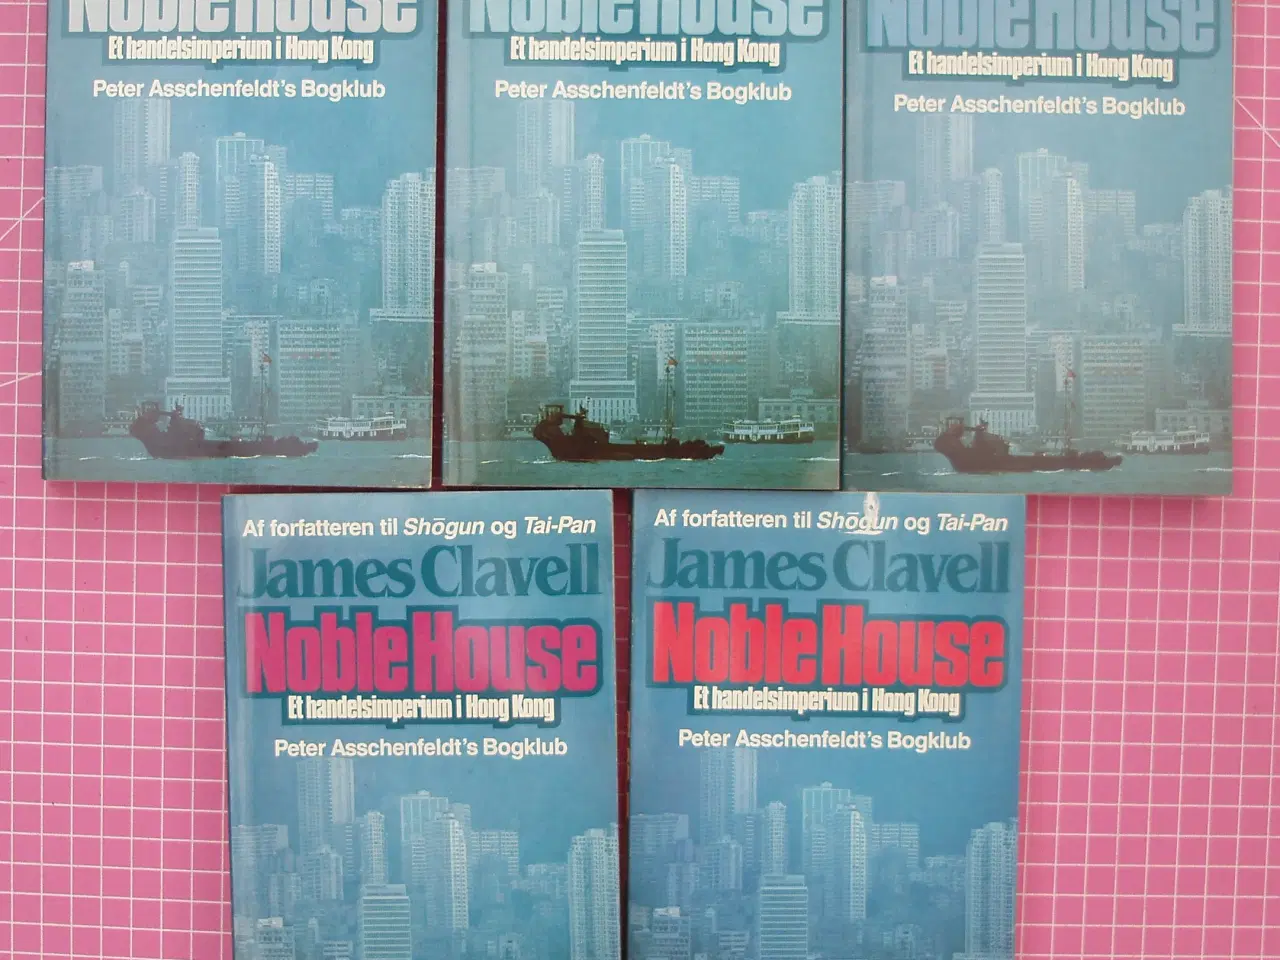 Noble House
Et handelsimperium i Hong Kong
Peter Asschenfeldt's Bogklub
Noble House
Et handelsimperium i Hong Kong
Peter Asschenfeldt's Bogklub
Noble House
Et handelsimperium i Hong Kong
Peter Asschenfeldt's Bogklub
Af forfatteren til Shōgun og Tai-Pan
James Clavell
Noble House
Et handelsimperium i Hong Kong
Peter Asschenfeldt's Bogklub
Af forfatteren til Shōgun og Tai-Pan
James Clavell
Noble House
Et handelsimperium i Hong Kong
Peter Asschenfeldt's Bogklub